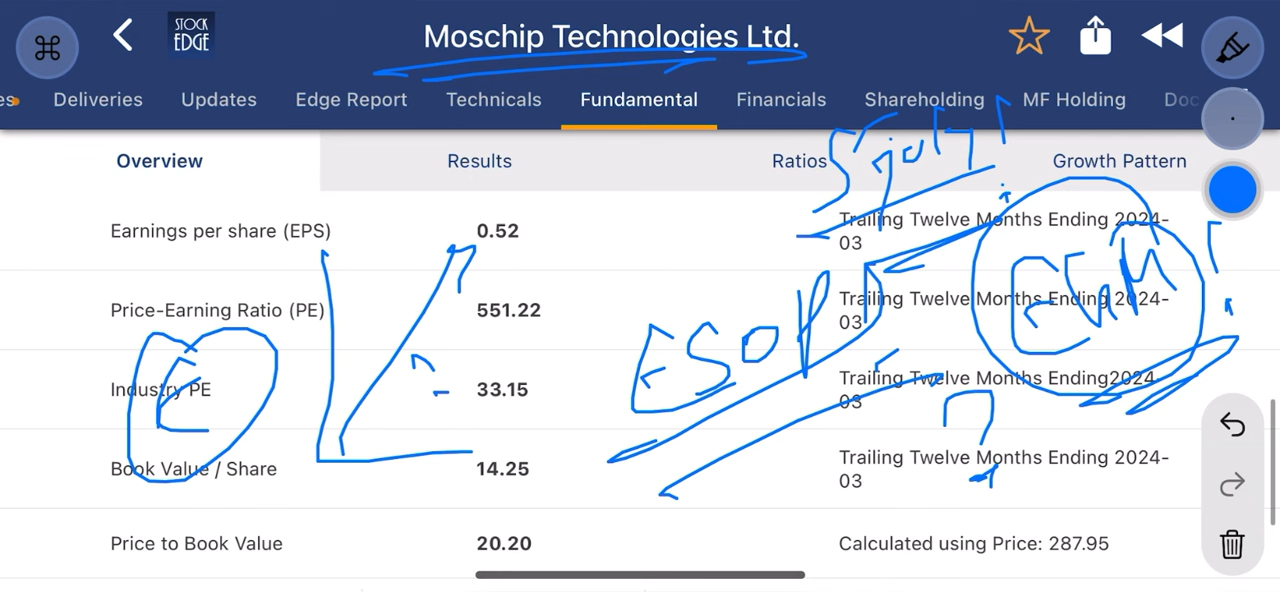 STOCK EDGE
Moschip Technologies Ltd.
Deliveries Updates Edge Report Technicals Fundamental Financials Shareholding MF Holding Doc
Overview Results Ratios Growth Pattern
5 july
Earnings per share (EPS) 0.52 Trailing Twelve Months Ending 2024-
03
Price-Earning Ratio (PE) 551.22 Trailing Twelve Months Ending 2024-
03
EGM
ESOP
Industry PE 33.15 Trailing Twelve Months Ending2024-
03
E
Book Value / Share 14.25 Trailing Twelve Months Ending 2024-
03
?
Price to Book Value 20.20 Calculated using Price: 287.95